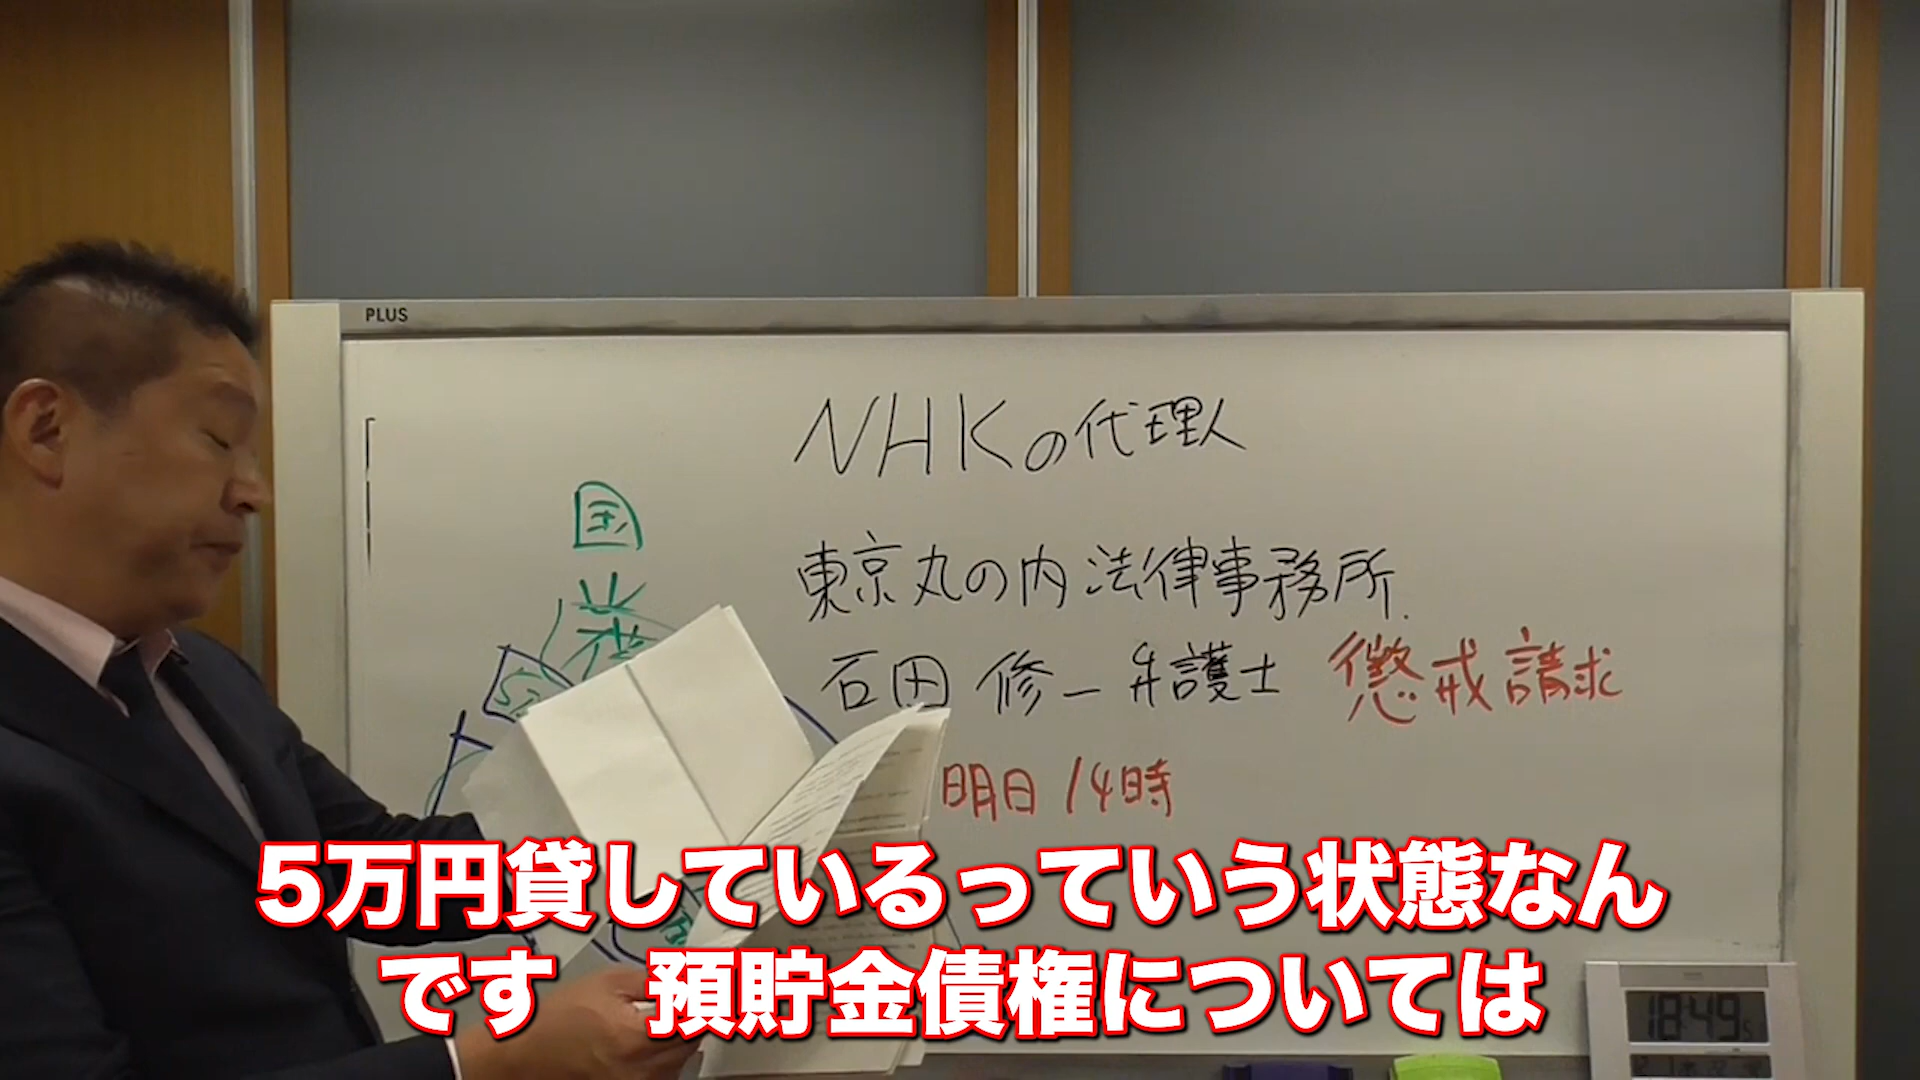 PLUS
NHKの代理人
国
東京丸の内法律事務所.
石田 修一 弁護士 懲戒請求
明日 14時
5万円貸しているっていう状態なん
です 預貯金債権については
18:49